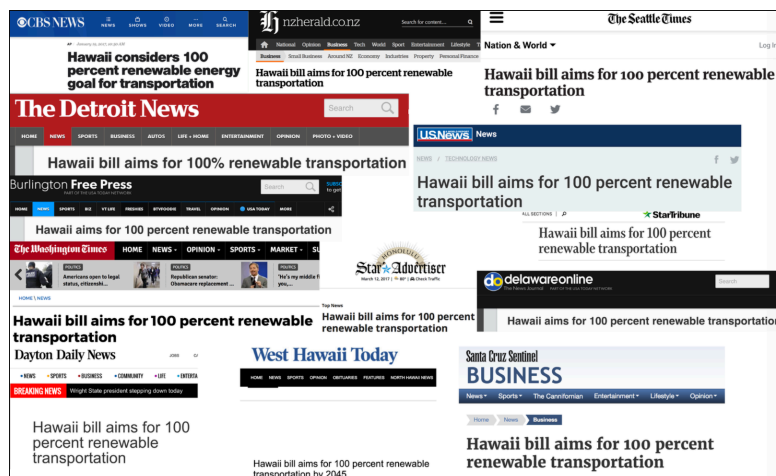 CBS NEWS
NEWS SHOWS VIDEO MORE SEARCH
Hawaii considers 100
percent renewable energy
goal for transportation
nzherald.co.nz
Search for content...
National Opinion Business Tech World Sport Entertainment Lifestyle
Business Small Business Around NZ Economy Industries Property Personal Finance
Hawaii bill aims for 100 percent renewable
transportation
The Seattle Times
Nation & World
Log In
Hawaii bill aims for 100 percent renewable
transportation
The Detroit News
Search
HOME NEWS SPORTS BUSINESS AUTOS LIFE + HOME ENTERTAINMENT OPINION PHOTO + VIDEO
Hawaii bill aims for 100% renewable transportation
U.S.News News
NEWS / TECHNOLOGY NEWS
Hawaii bill aims for 100 percent renewable
transportation
Burlington Free Press
PART OF THE USA TODAY NETWORK
Search
HOME NEWS SPORTS BIZ VT LIFE FRESHIES BTVFOODIE TRAVEL OPINION USA TODAY MORE
Hawaii aims for 100 percent renewable transportation
ALL SECTIONS
StarTribune
Hawaii bill aims for 100 percent
renewable transportation
The Washington Times
HOME NEWS OPINION SPORTS MARKET
POLITICS
Americans open to legal
status, citizenshi...
POLITICS
Republican senator:
Obamacare replacement ...
POLITICS
'He's my middle f
you,...
HOME \ NEWS
Hawaii bill aims for 100 percent renewable
transportation
HONOLULU
Star Advertiser
March 12, 2017 | 80° | Check Traffic
Top News
Hawaii bill aims for 100 percent
renewable transportation
delawareonline
The News Journal PART OF THE USA TODAY NETWORK
Search
Hawaii aims for 100 percent renewable transportation
Dayton Daily News
JOBS
NEWS SPORTS BUSINESS COMMUNITY LIFE ENTERTA
BREAKING NEWS Wright State president stepping down today
Hawaii bill aims for 100
percent renewable
transportation
West Hawaii Today
HOME NEWS SPORTS OPINION OBITUARIES FEATURES NORTH HAWAII NEWS
Hawaii bill aims for 100 percent renewable
transportation by 2045
Santa Cruz Sentinel
BUSINESS
News Sports The Cannifornian Entertainment Lifestyle Opinion
Home News Business
Hawaii bill aims for 100 percent
renewable transportation